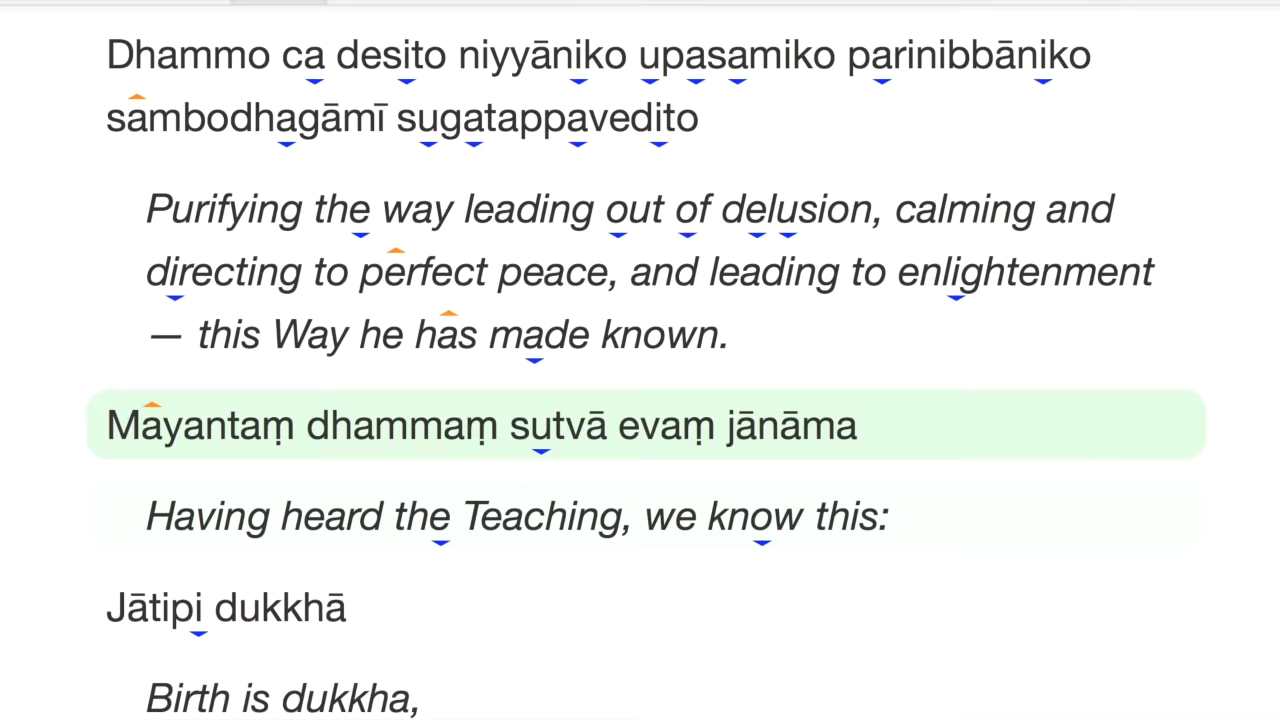 Dhammo ca desito niyyāniko upasamiko parinibbāniko
sambodhagāmī sugatappavedito
Purifying the way leading out of delusion, calming and
directing to perfect peace, and leading to enlightenment
— this Way he has made known.
Mayantaṃ dhammaṃ sutvā evaṃ jānāma
Having heard the Teaching, we know this:
Jātipi dukkhā
Birth is dukkha,